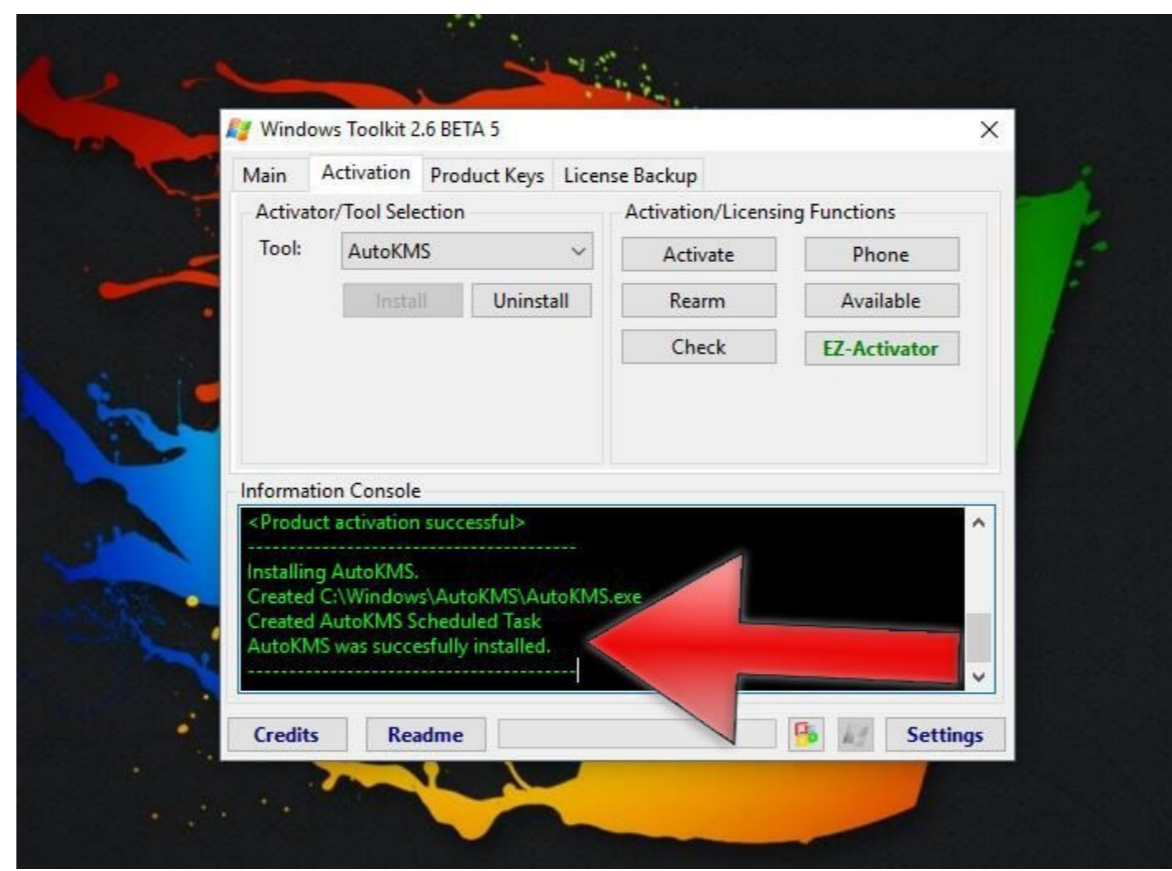 Windows Toolkit 2.6 BETA 5
Main Activation Product Keys License Backup
Activator/Tool Selection
Tool: AutoKMS
Install Uninstall
Activation/Licensing Functions
Activate Phone
Rearm Available
Check EZ-Activator
Information Console
<Product activation successful>
----------------------------------------
Installing AutoKMS.
Created C:\Windows\AutoKMS\AutoKMS.exe
Created AutoKMS Scheduled Task
AutoKMS was succesfully installed.
----------------------------------------
Credits Readme Settings